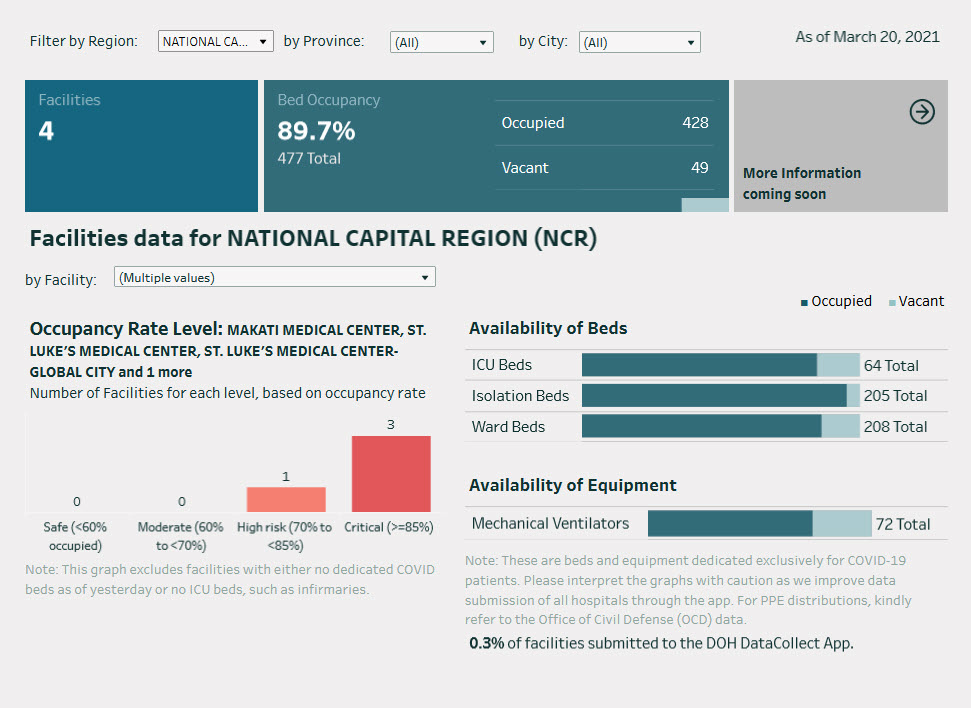 Filter by Region: NATIONAL CA... by Province: (All) by City: (All) As of March 20, 2021
Facilities
4
Bed Occupancy
89.7%
477 Total
Occupied 428
Vacant 49
More Information
coming soon
Facilities data for NATIONAL CAPITAL REGION (NCR)
by Facility: (Multiple values)
Occupied Vacant
Occupancy Rate Level: MAKATI MEDICAL CENTER, ST.
LUKE'S MEDICAL CENTER, ST. LUKE'S MEDICAL CENTER-
GLOBAL CITY and 1 more
Number of Facilities for each level, based on occupancy rate
0 0 1 3
Safe (<60%
occupied)
Moderate (60%
to <70%)
High risk (70% to
<85%)
Critical (>=85%)
Note: This graph excludes facilities with either no dedicated COVID
beds as of yesterday or no ICU beds, such as infirmaries.
Availability of Beds
ICU Beds 64 Total
Isolation Beds 205 Total
Ward Beds 208 Total
Availability of Equipment
Mechanical Ventilators 72 Total
Note: These are beds and equipment dedicated exclusively for COVID-19
patients. Please interpret the graphs with caution as we improve data
submission of all hospitals through the app. For PPE distributions, kindly
refer to the Office of Civil Defense (OCD) data.
0.3% of facilities submitted to the DOH DataCollect App.